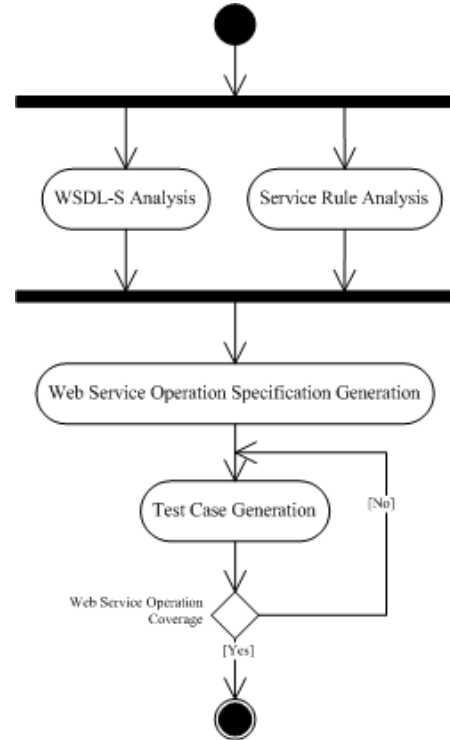 WSDL-S Analysis
Service Rule Analysis
Web Service Operation Specification Generation
Test Case Generation
[No]
Web Service Operation
Coverage
[Yes]